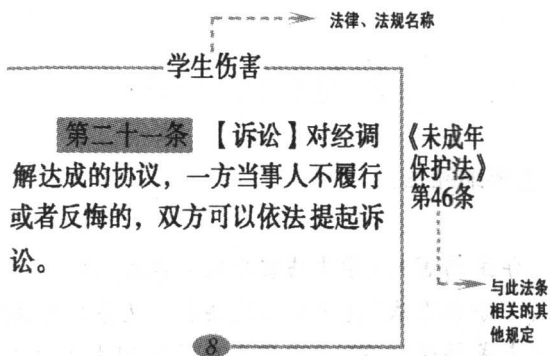 法律、法规名称
学生伤害
第二十一条 【诉讼】对经调
解达成的协议，一方当事人不履行
或者反悔的，双方可以依法提起诉
讼。
《未成年
保护法》
第46条
与此法条
相关的其
他规定
8